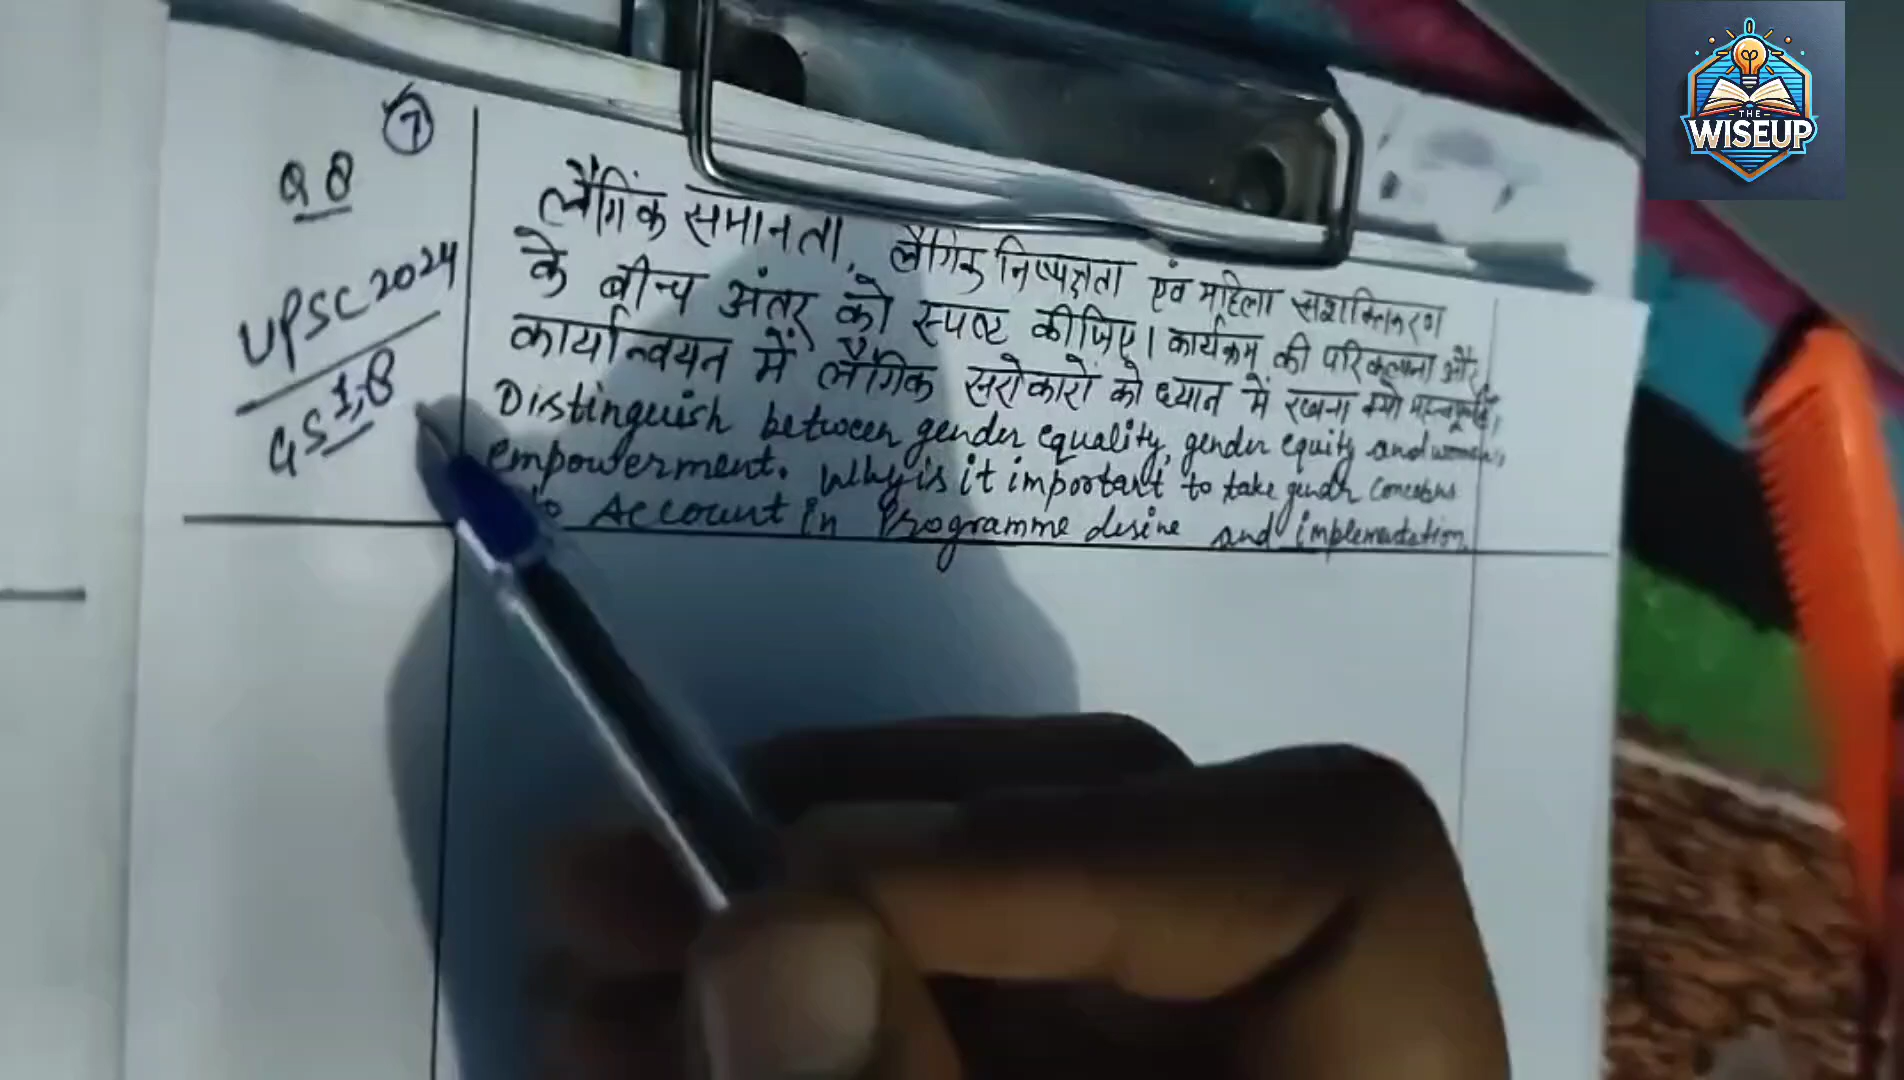 7
Q 8
UPSC 2024
GS 1, 8
लैंगिक समानता, लैंगिक निष्पक्षता एवं महिला सशक्तिकरण
के बीच अंतर को स्पष्ट कीजिए। कार्यक्रम की परिकल्पना और
कार्यान्वयन में लैंगिक सरोकारों को ध्यान में रखना क्यों महत्वपूर्ण है।
Distinguish between gender equality, gender equity and women's
empowerment. Why is it important to take gender concerns
to Account in Programme desine and implementation.
THE
WISEUP